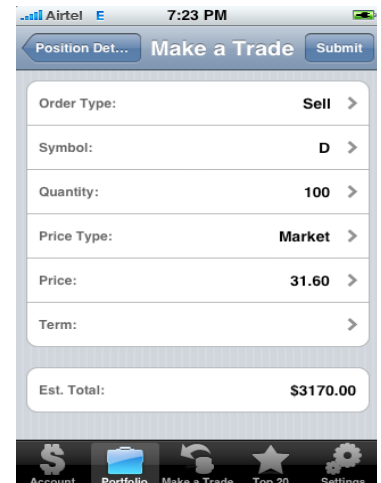 Airtel E 7:23 PM
Position Det... Make a Trade Submit
Order Type: Sell
Symbol: D
Quantity: 100
Price Type: Market
Price: 31.60
Term:
Est. Total: $3170.00
Account Portfolio Make a Trade Top 20 Settings